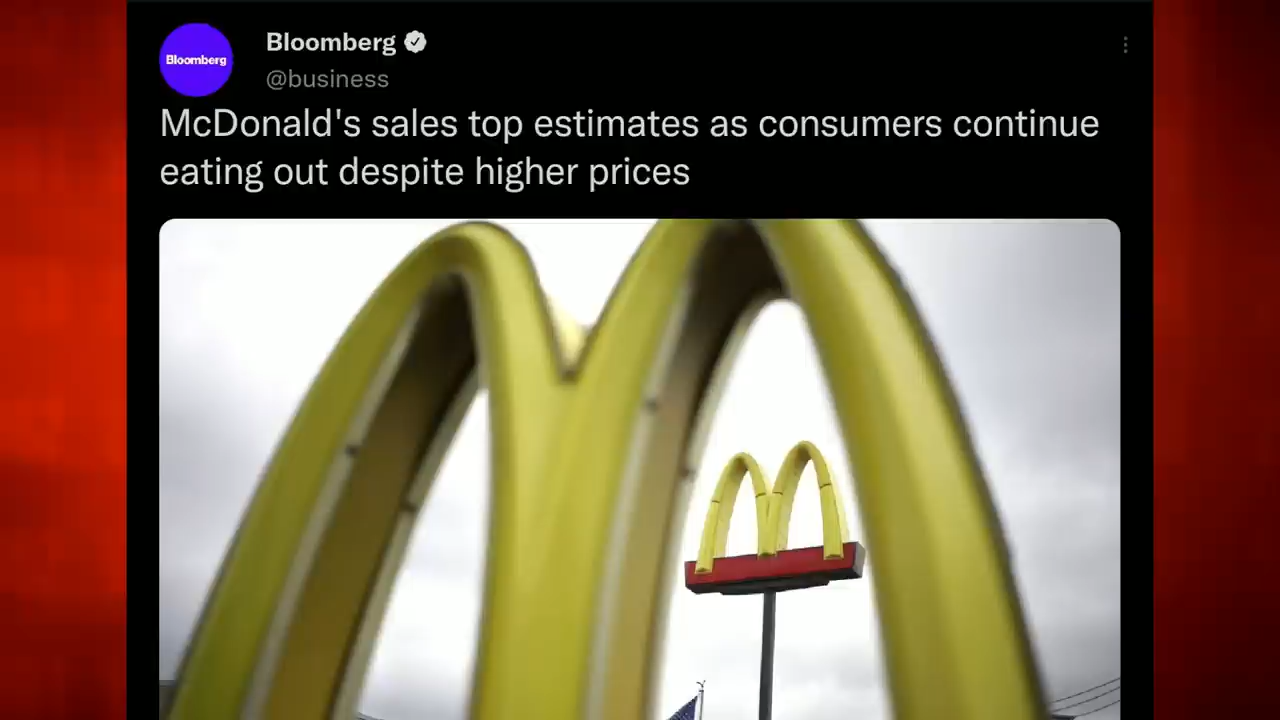 Bloomberg
Bloomberg
@business
McDonald's sales top estimates as consumers continue
eating out despite higher prices